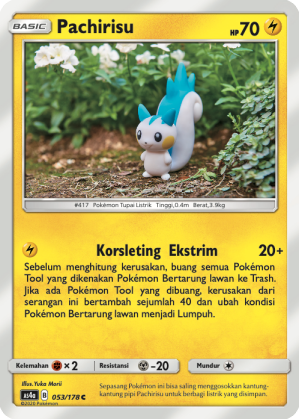 BASIC Pachirisu HP70
#417 Pokémon Tupai Listrik Tinggi,0.4m Berat,3.9kg
Korsleting Ekstrim 20+
Sebelum menghitung kerusakan, buang semua Pokémon
Tool yang dikenakan Pokémon Bertarung lawan ke Trash.
Jika ada Pokémon Tool yang dibuang, kerusakan dari
serangan ini bertambah sejumlah 40 dan ubah kondisi
Pokémon Bertarung lawan menjadi Lumpuh.
Kelemahan ×2 Resistansi -20 Mundur
Illus.Yuka Morii
053/178 C
Sepasang Pokémon ini bisa saling menggosokkan kantung-
kantung pipi Pachirisu untuk berbagi listrik yang disimpan.